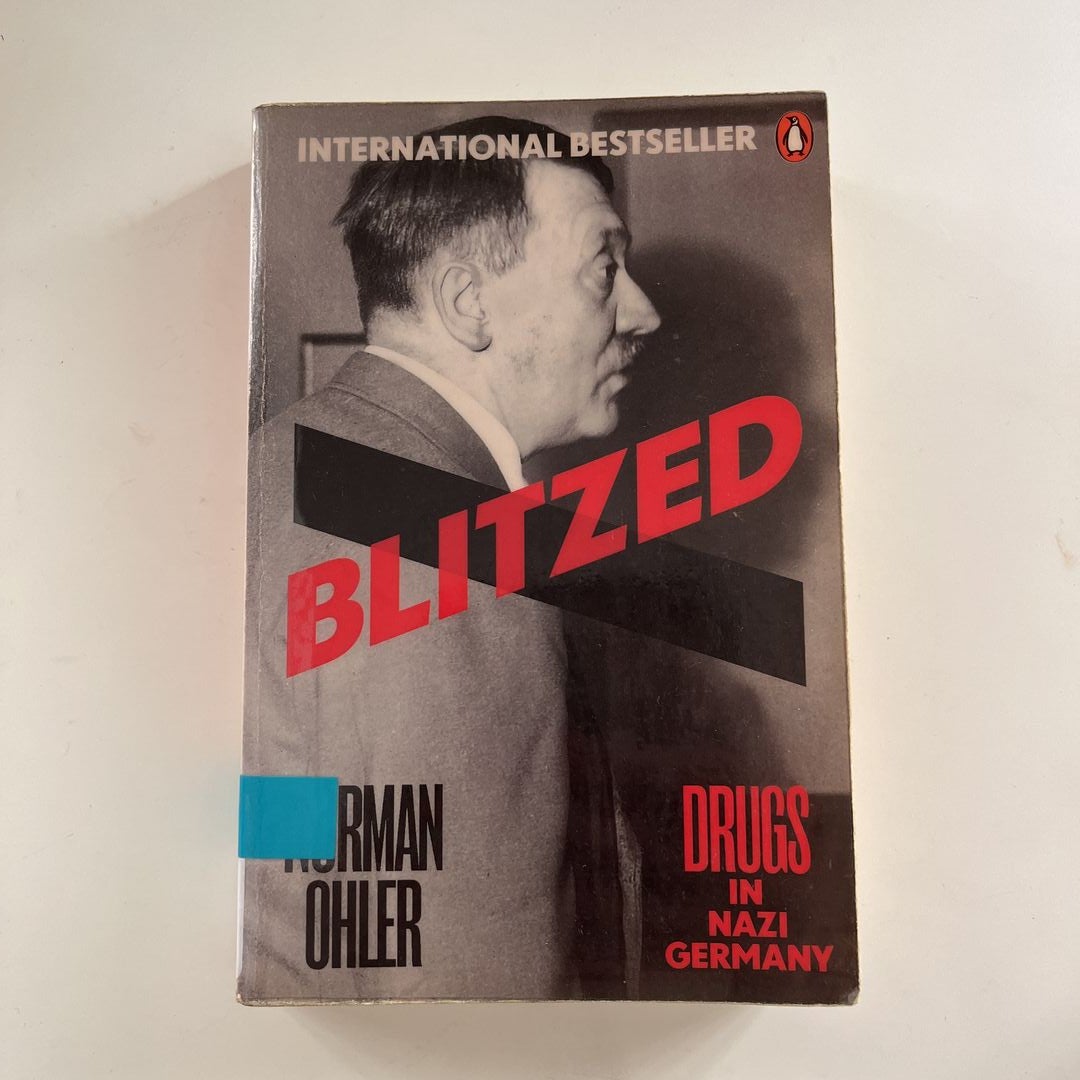 INTERNATIONAL BESTSELLER
BLITZED
OHLER
DRUGS
IN
NAZI
GERMANY